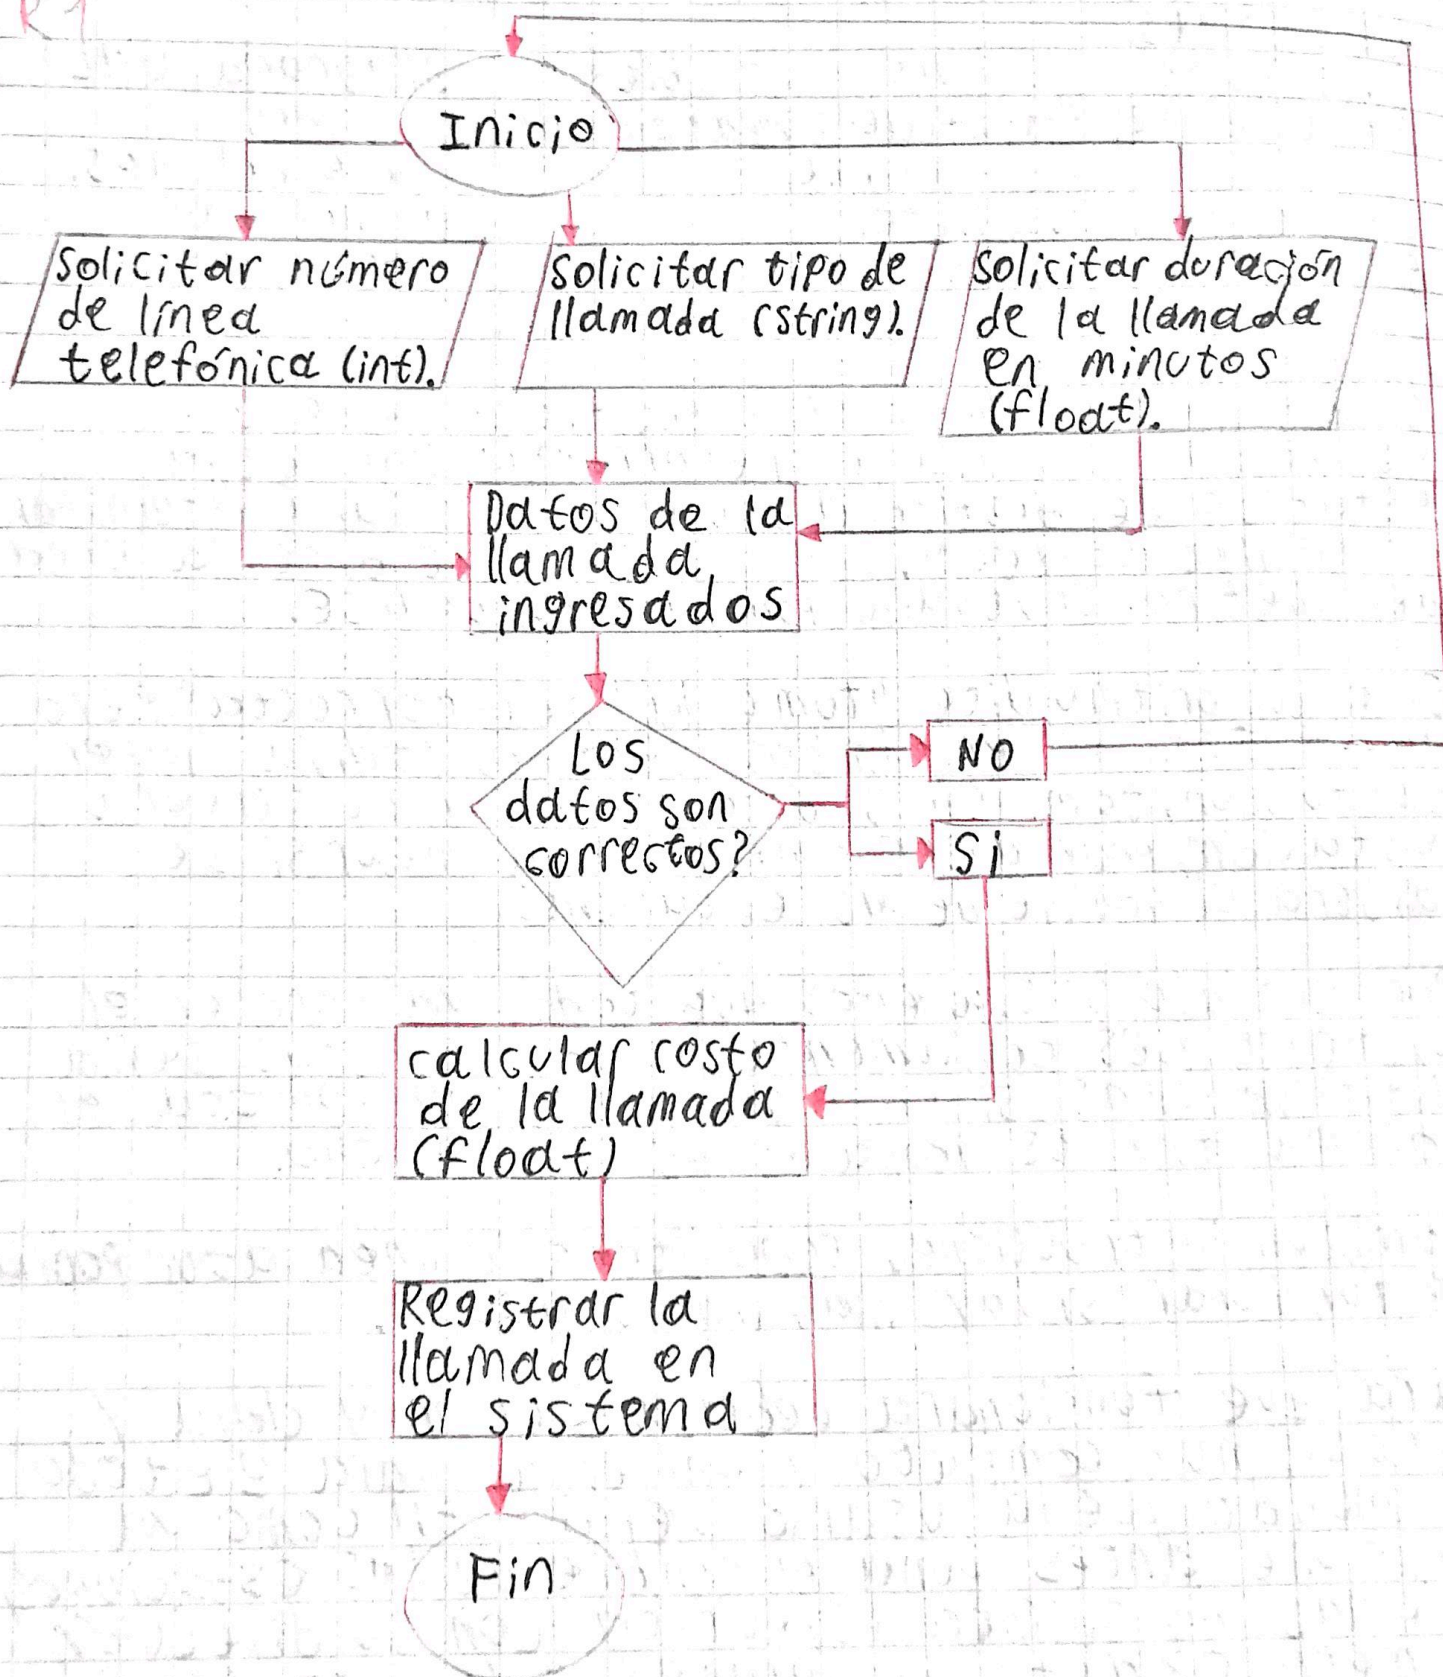 R1
Inicio
Solicitar número
de línea
telefónica (int).
Solicitar tipo de
llamada (string).
Solicitar duración
de la llamada
en minutos
(float).
Datos de la
llamada
ingresados
Los
datos son
correctos?
NO
Si
calcular costo
de la llamada
(float)
Registrar la
llamada en
el sistema
Fin